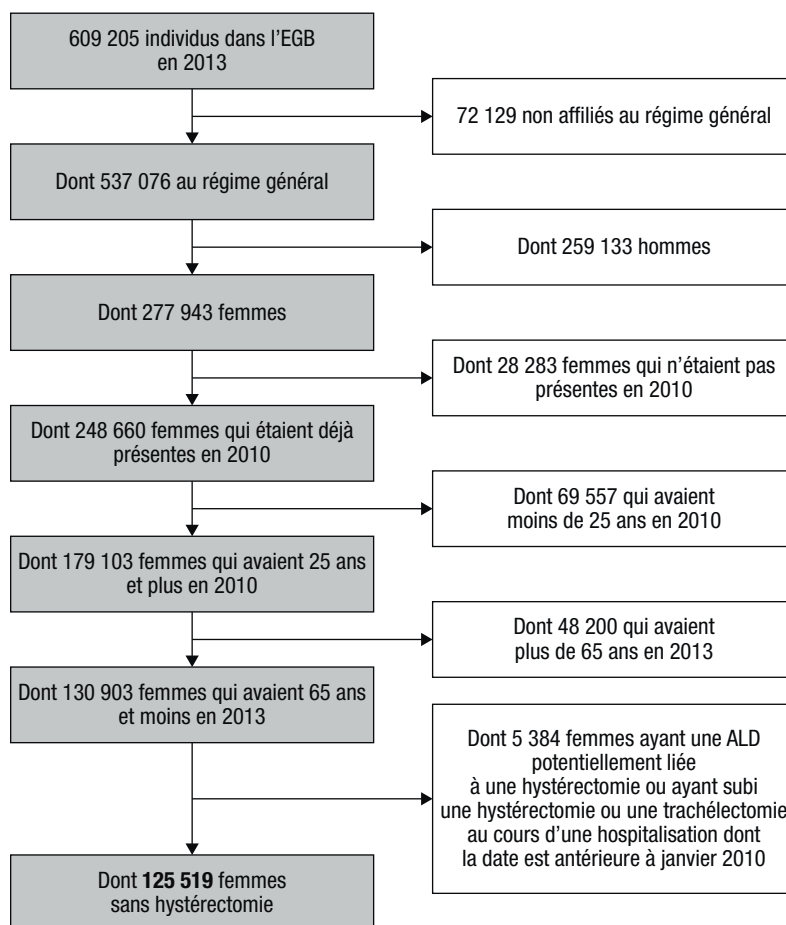 609 205 individus dans l’EGB
en 2013
72 129 non affiliés au régime général
Dont 537 076 au régime général
Dont 259 133 hommes
Dont 277 943 femmes
Dont 28 283 femmes qui n’étaient pas
présentes en 2010
Dont 248 660 femmes qui étaient déjà
présentes en 2010
Dont 69 557 qui avaient
moins de 25 ans en 2010
Dont 179 103 femmes qui avaient 25 ans
et plus en 2010
Dont 48 200 qui avaient
plus de 65 ans en 2013
Dont 130 903 femmes qui avaient 65 ans
et moins en 2013
Dont 5 384 femmes ayant une ALD
potentiellement liée
à une hystérectomie ou ayant subi
une hystérectomie ou une trachélectomie
au cours d’une hospitalisation dont
la date est antérieure à janvier 2010
Dont 125 519 femmes
sans hystérectomie